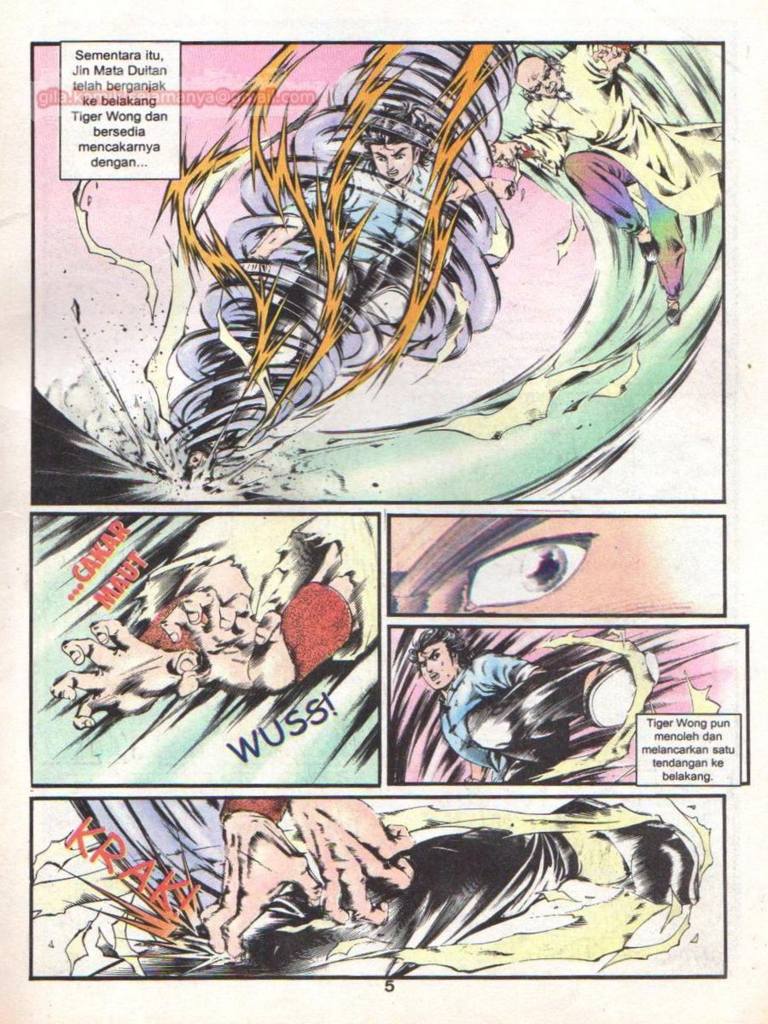 Sementara itu,
Jin Mata Duitan
telah berganjak
ke belakang
Tiger Wong dan
bersedia
mencakarnya
dengan...
...CAKAR
MAUT
WUSS!
Tiger Wong pun
menoleh dan
melancarkan satu
tendangan ke
belakang.
KRAK!
5